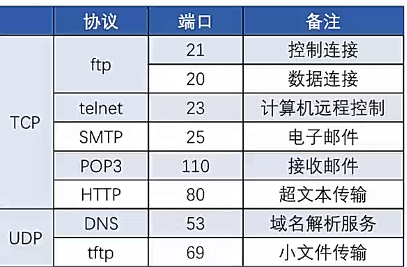 协议 端口 备注
TCP
ftp 21 控制连接
20 数据连接
telnet 23 计算机远程控制
SMTP 25 电子邮件
POP3 110 接收邮件
HTTP 80 超文本传输
UDP
DNS 53 域名解析服务
tftp 69 小文件传输